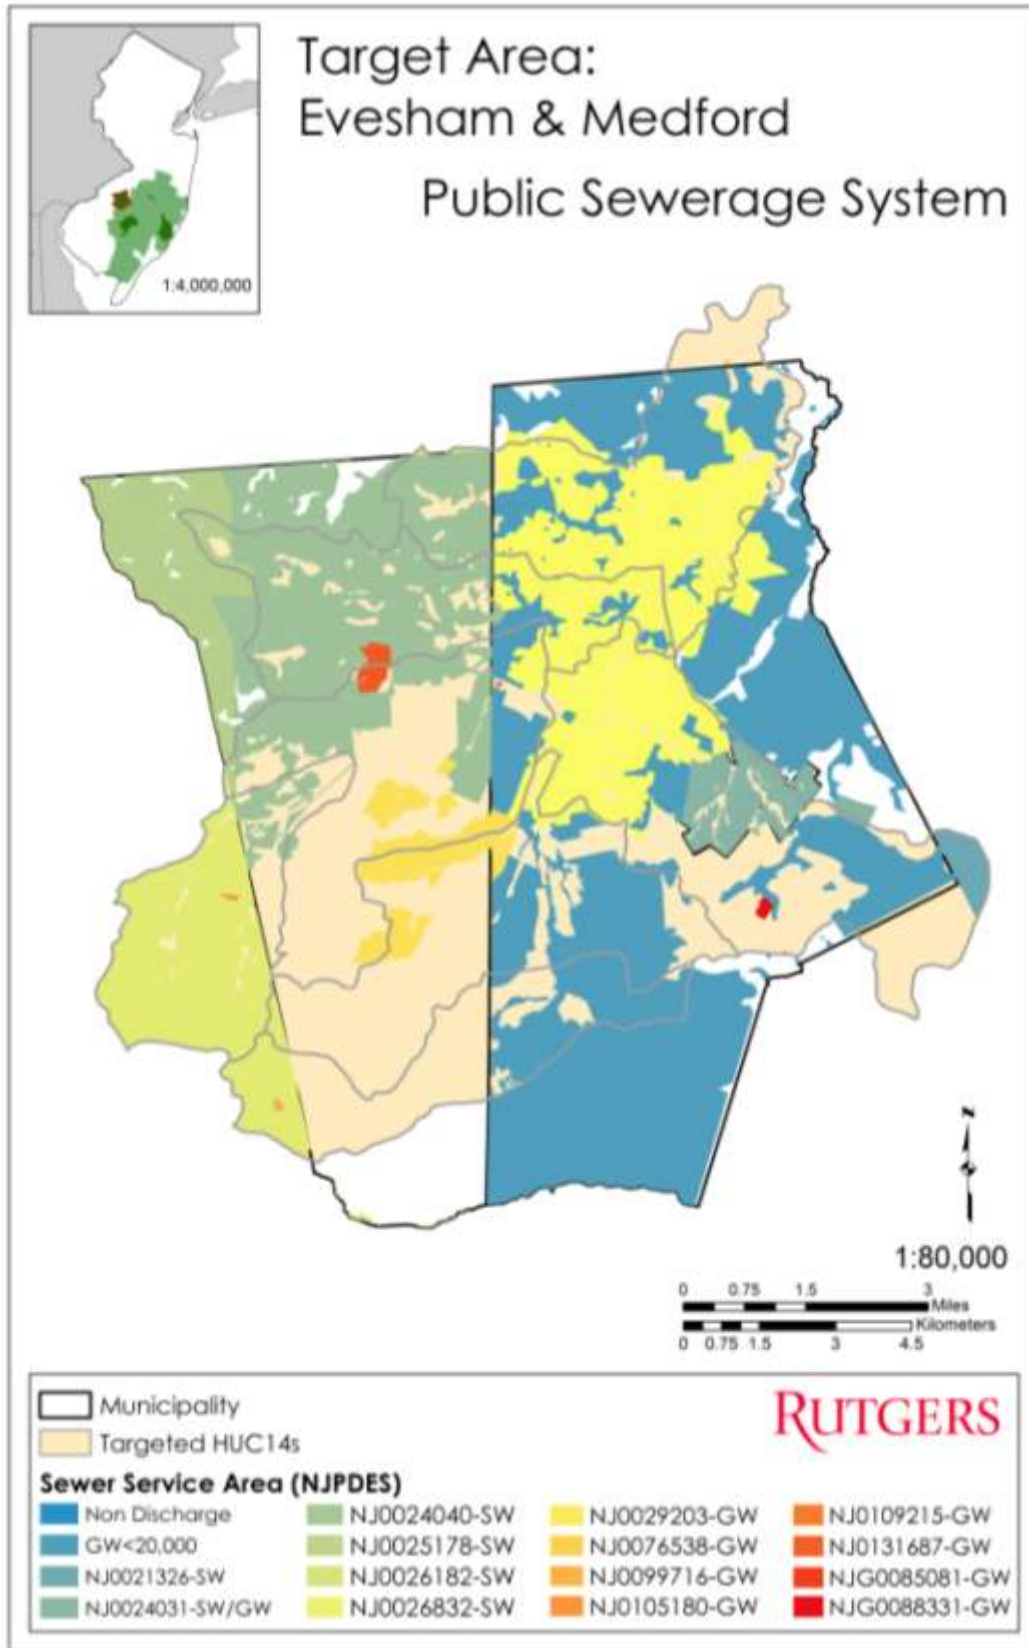 Target Area:
Evesham & Medford
Public Sewerage System
1:4,000,000
N
1:80,000
0 0.75 1.5 3
Miles
Kilometers
0 0.75 1.5 3 4.5
Municipality
Targeted HUC14s
RUTGERS
Sewer Service Area (NJPDES)
Non Discharge
GW<20,000
NJ0021326-SW
NJ0024031-SW/GW
NJ0024040-SW
NJ0025178-SW
NJ0026182-SW
NJ0026832-SW
NJ0029203-GW
NJ0076538-GW
NJ0099716-GW
NJ0105180-GW
NJ0109215-GW
NJ0131687-GW
NJG0085081-GW
NJG0088331-GW